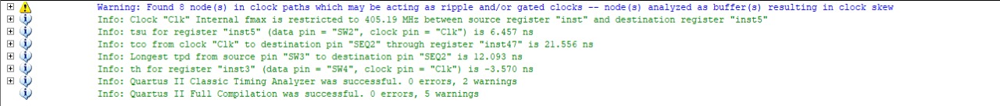 Warning: Found 8 node(s) in clock paths which may be acting as ripple and/or gated clocks -- node(s) analyzed as buffer(s) resulting in clock skew
Info: Clock "Clk" Internal fmax is restricted to 405.19 MHz between source register "inst" and destination register "inst5"
Info: tsu for register "inst5" (data pin = "SW2", clock pin = "Clk") is 6.457 ns
Info: tco from clock "Clk" to destination pin "SEQ2" through register "inst47" is 21.556 ns
Info: Longest tpd from source pin "SW3" to destination pin "SEQ2" is 12.093 ns
Info: th for register "inst3" (data pin = "SW4", clock pin = "Clk") is -3.570 ns
Info: Quartus II Classic Timing Analyzer was successful. 0 errors, 2 warnings
Info: Quartus II Full Compilation was successful. 0 errors, 5 warnings